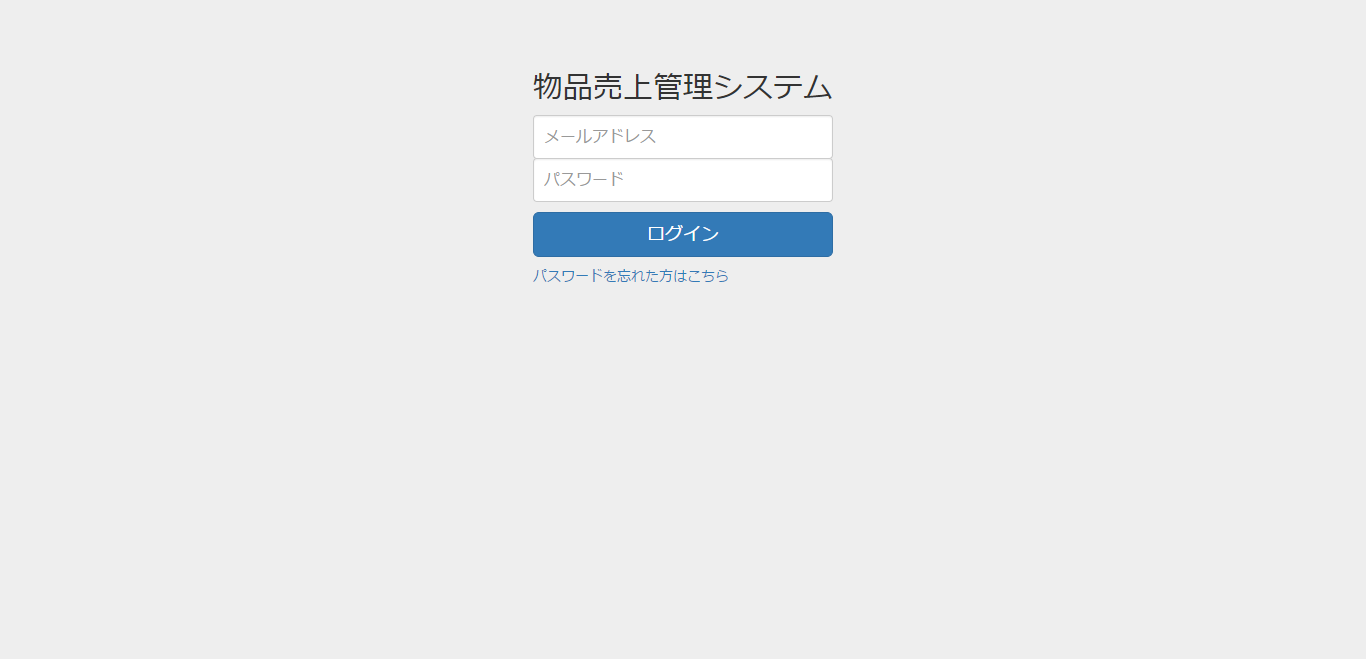 物品売上管理システム
メールアドレス
パスワード
ログイン
パスワードを忘れた方はこちら